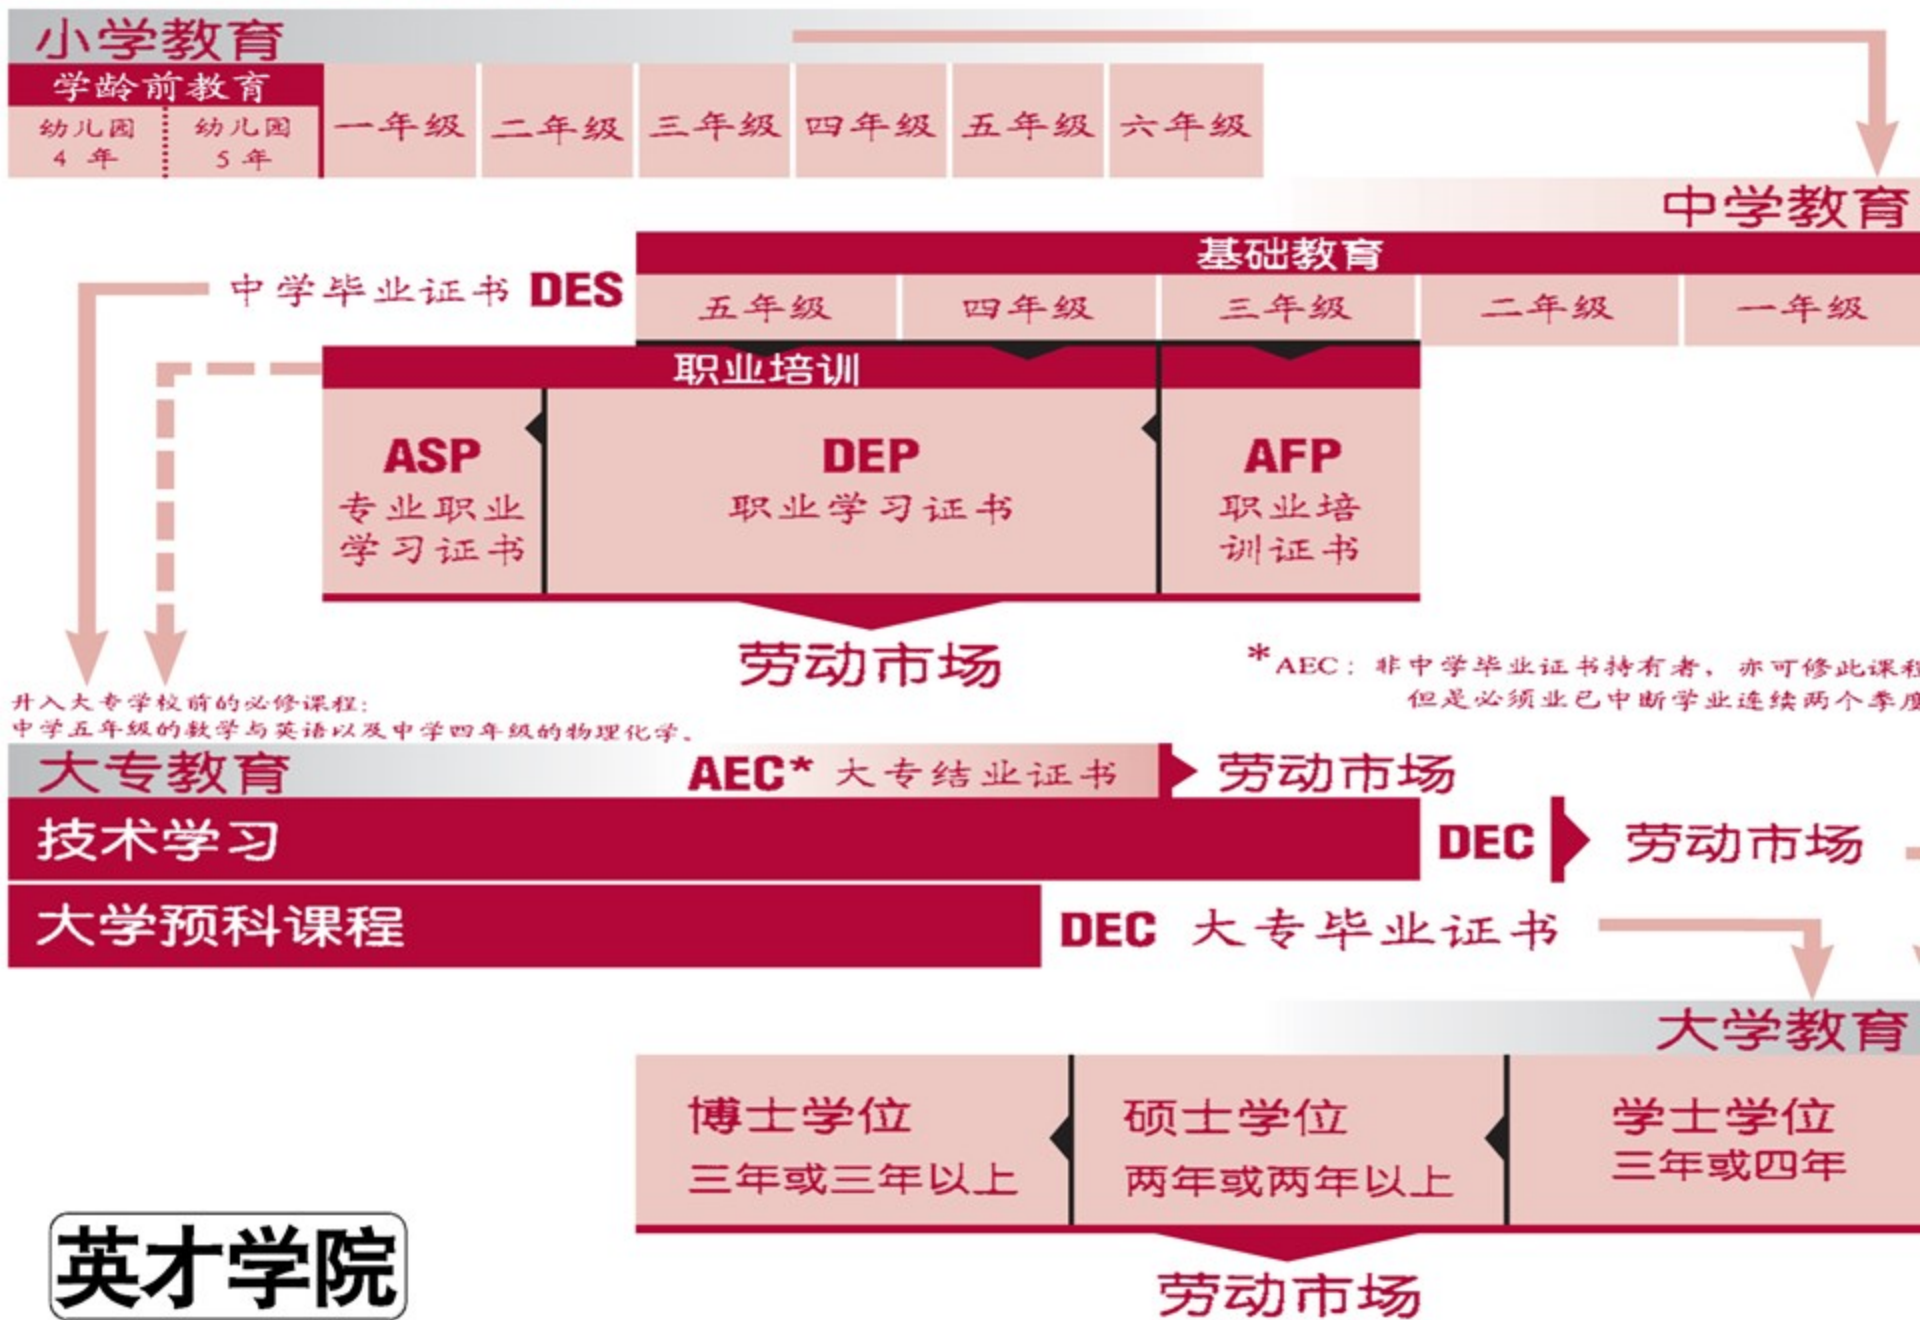 小学教育
学龄前教育
幼儿园
4 年
幼儿园
5 年
一年级
二年级
三年级
四年级
五年级
六年级
中学教育
基础教育
中学毕业证书 DES
五年级
四年级
三年级
二年级
一年级
职业培训
ASP
专业职业
学习证书
DEP
职业学习证书
AFP
职业培
训证书
劳动市场
*AEC：非中学毕业证书持有者，亦可修此课程
但是必须业已中断学业连续两个季度
升入大专学校前的必修课程：
中学五年级的数学与英语以及中学四年级的物理化学。
大专教育
AEC* 大专结业证书
劳动市场
技术学习
DEC
劳动市场
大学预科课程
DEC 大专毕业证书
大学教育
博士学位
三年或三年以上
硕士学位
两年或两年以上
学士学位
三年或四年
劳动市场
英才学院